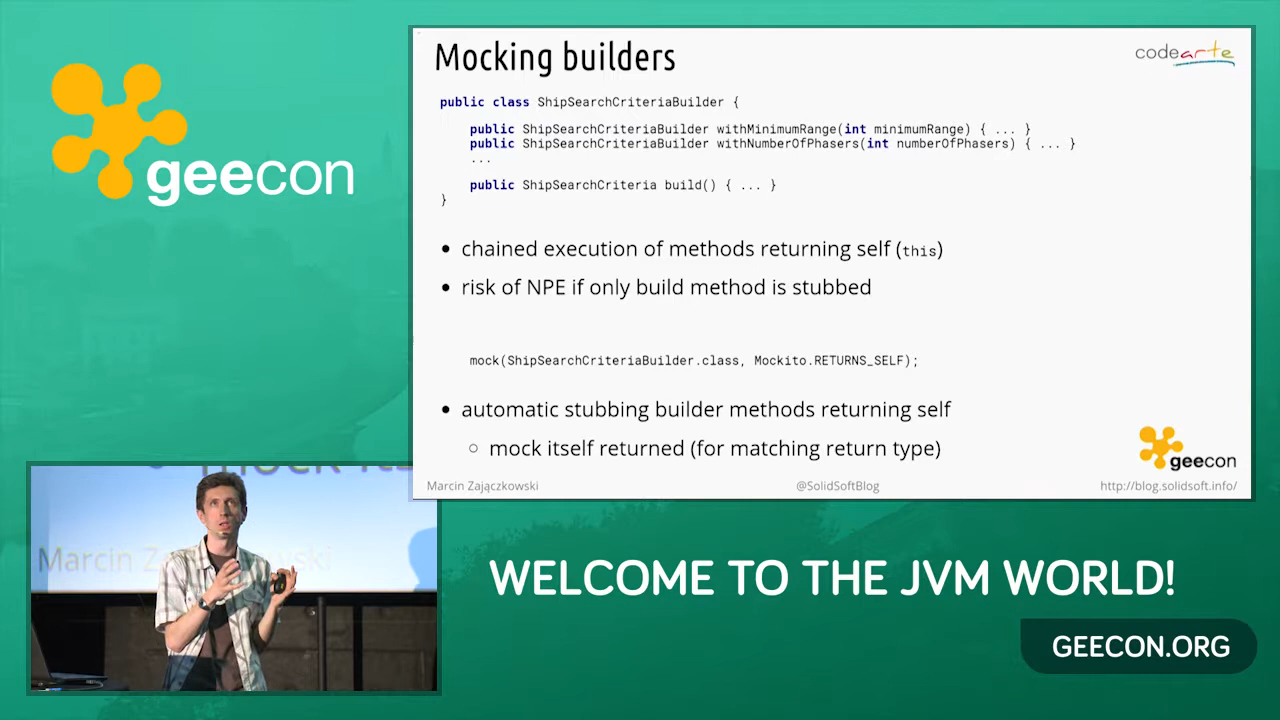 geecon
Mocking builders
codearte
public class ShipSearchCriteriaBuilder {
public ShipSearchCriteriaBuilder withMinimumRange(int minimumRange) { ... }
public ShipSearchCriteriaBuilder withNumberOfPhasers(int numberOfPhasers) { ... }
...
public ShipSearchCriteria build() { ... }
}
• chained execution of methods returning self (this)
• risk of NPE if only build method is stubbed
mock(ShipSearchCriteriaBuilder.class, Mockito.RETURNS_SELF);
• automatic stubbing builder methods returning self
○ mock itself returned (for matching return type)
geecon
Marcin Zajączkowski
@SolidSoftBlog
http://blog.solidsoft.info/
Marcin
WELCOME TO THE JVM WORLD!
GEECON.ORG